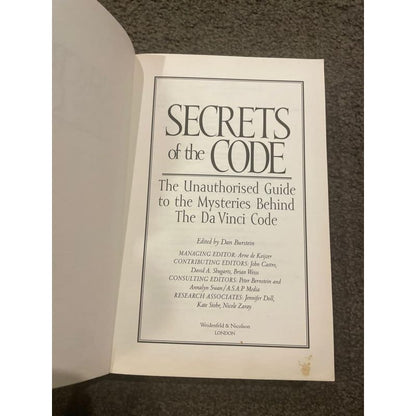 SECRETS
of the CODE
The Unauthorised Guide
to the Mysteries Behind
The Da Vinci Code
Edited by Dan Burstein
MANAGING EDITOR: Arne de Keijzer
CONTRIBUTING EDITORS: John Castro,
David A. Shugarts, Brian Weiss
CONSULTING EDITORS: Peter Bernstein and
Annalyn Swan/A.S.A.P Media
RESEARCH ASSOCIATES: Jennifer Doll,
Kate Stohr, Nicole Zaray
Weidenfeld & Nicolson
LONDON